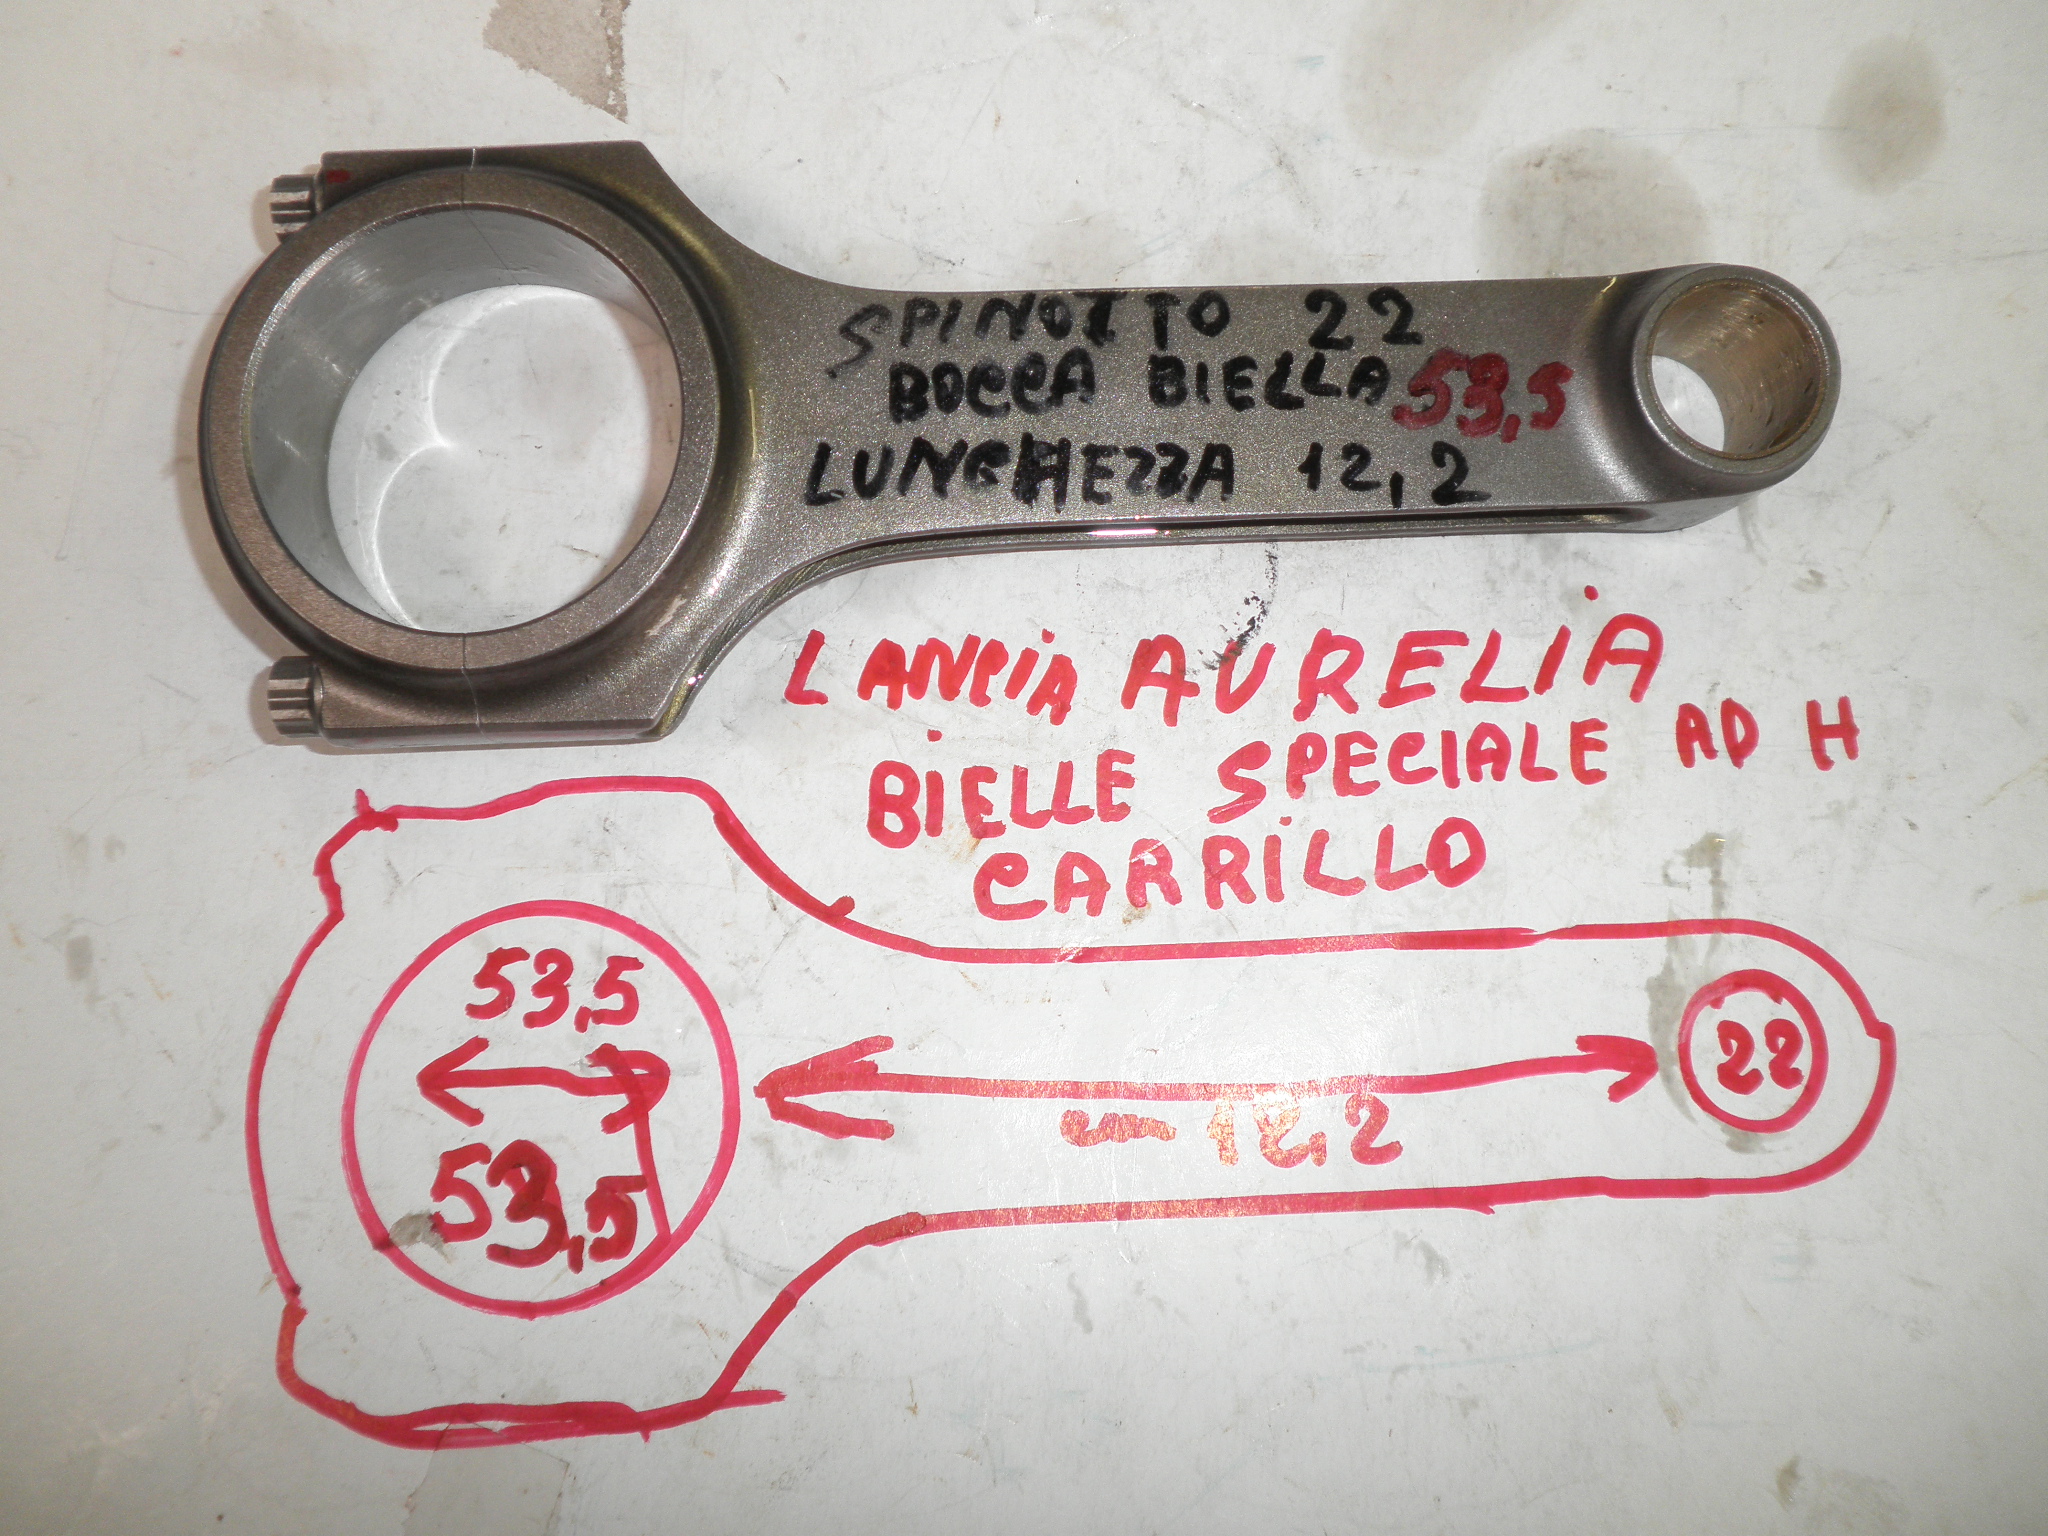 SPINOTTO 22
BOCCA BIELLA 53,5
LUNGHEZZA 12,2
LANCIA AURELIA
BIELLE SPECIALE AD H
CARRILLO
53,5
22
cm 12,2
53,5